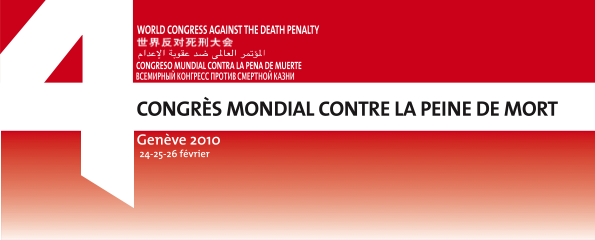 4
WORLD CONGRESS AGAINST THE DEATH PENALTY
世界反对死刑大会
المؤتمر العالمي ضد عقوبة الإعدام
CONGRESO MUNDIAL CONTRA LA PENA DE MUERTE
ВСЕМИРНЫЙ КОНГРЕСС ПРОТИВ СМЕРТНОЙ КАЗНИ
CONGRÈS MONDIAL CONTRE LA PEINE DE MORT
Genève 2010
24-25-26 février